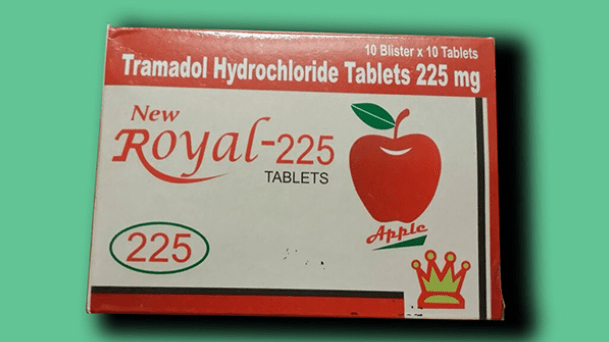 10 Blister x 10 Tablets
Tramadol Hydrochloride Tablets 225 mg
New
Royal-225
TABLETS
Apple
225